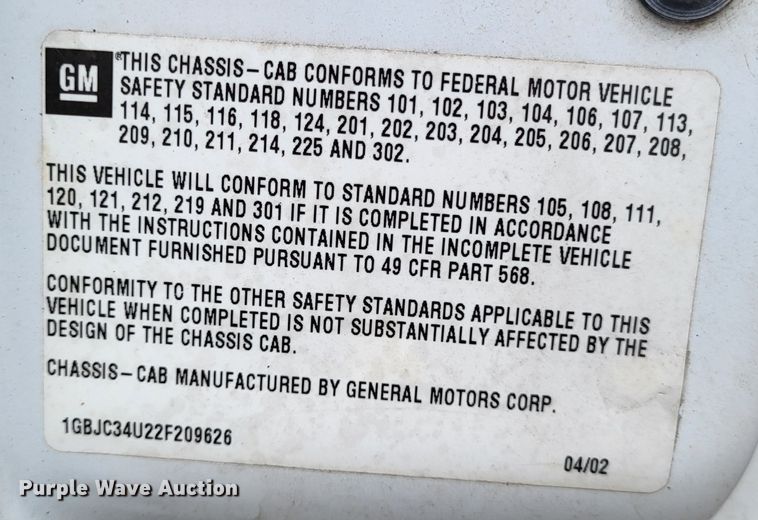 GM
®THIS CHASSIS-CAB CONFORMS TO FEDERAL MOTOR VEHICLE
SAFETY STANDARD NUMBERS 101, 102, 103, 104, 106, 107, 113,
114, 115, 116, 118, 124, 201, 202, 203, 204, 205, 206, 207, 208,
209, 210, 211, 214, 225 AND 302.
THIS VEHICLE WILL CONFORM TO STANDARD NUMBERS 105, 108, 111,
120, 121, 212, 219 AND 301 IF IT IS COMPLETED IN ACCORDANCE
WITH THE INSTRUCTIONS CONTAINED IN THE INCOMPLETE VEHICLE
DOCUMENT FURNISHED PURSUANT TO 49 CFR PART 568.
CONFORMITY TO THE OTHER SAFETY STANDARDS APPLICABLE TO THIS
VEHICLE WHEN COMPLETED IS NOT SUBSTANTIALLY AFFECTED BY THE
DESIGN OF THE CHASSIS CAB.
CHASSIS-CAB MANUFACTURED BY GENERAL MOTORS CORP.
1GBJC34U22F209626
04/02
Purple Wave Auction